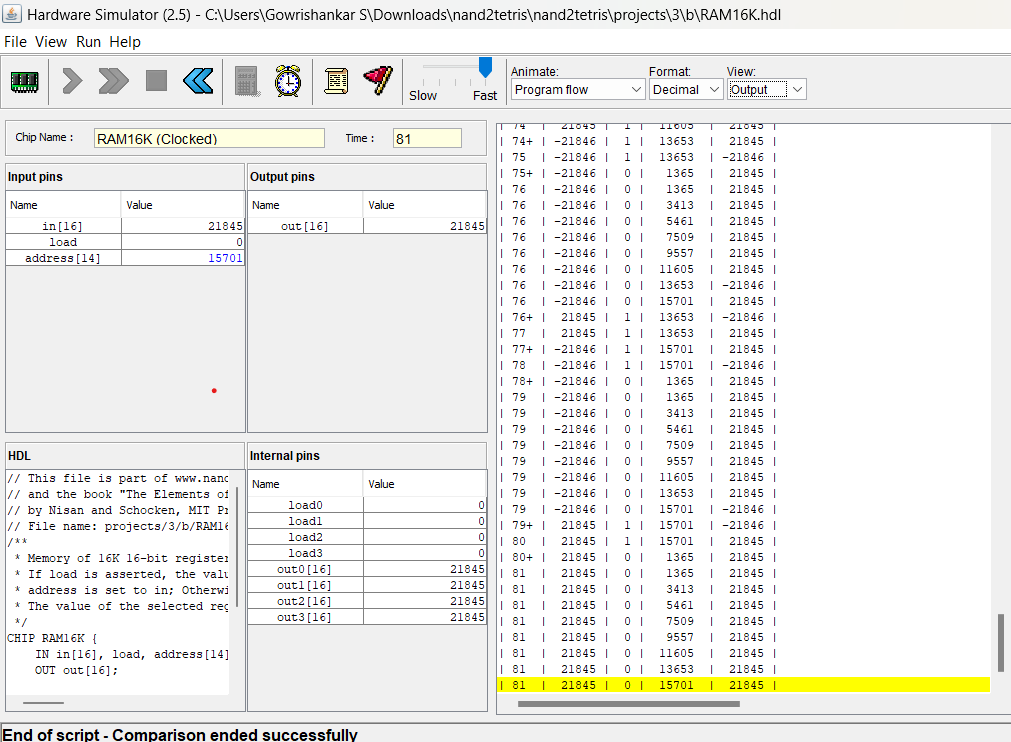 Hardware Simulator (2.5) - C:\Users\Gowrishankar S\Downloads\nand2tetris\nand2tetris\projects\3\b\RAM16K.hdl
File View Run Help
Slow Fast
Animate: Format: View:
Program flow Decimal Output
Chip Name : RAM16K (Clocked) Time : 81
Input pins
Name Value
in[16] 21845
load 0
address[14] 15701
Output pins
Name Value
out[16] 21845
HDL
// This file is part of www.nand
// and the book "The Elements of
// by Nisan and Schocken, MIT Pr
// File name: projects/3/b/RAM16
/**
* Memory of 16K 16-bit register
* If load is asserted, the valu
* address is set to in; Otherwi
* The value of the selected reg
*/
CHIP RAM16K {
IN in[16], load, address[14]
OUT out[16];
Internal pins
Name Value
load0 0
load1 0
load2 0
load3 0
out0[16] 21845
out1[16] 21845
out2[16] 21845
out3[16] 21845
| 74 | 21845 | 1 | 11605 | 21845 |
| 74+ | -21846 | 1 | 13653 | 21845 |
| 75 | -21846 | 1 | 13653 | -21846 |
| 75+ | -21846 | 0 | 1365 | 21845 |
| 76 | -21846 | 0 | 1365 | 21845 |
| 76 | -21846 | 0 | 3413 | 21845 |
| 76 | -21846 | 0 | 5461 | 21845 |
| 76 | -21846 | 0 | 7509 | 21845 |
| 76 | -21846 | 0 | 9557 | 21845 |
| 76 | -21846 | 0 | 11605 | 21845 |
| 76 | -21846 | 0 | 13653 | -21846 |
| 76 | -21846 | 0 | 15701 | 21845 |
| 76+ | 21845 | 1 | 13653 | -21846 |
| 77 | 21845 | 1 | 13653 | 21845 |
| 77+ | -21846 | 1 | 15701 | 21845 |
| 78 | -21846 | 1 | 15701 | -21846 |
| 78+ | -21846 | 0 | 1365 | 21845 |
| 79 | -21846 | 0 | 1365 | 21845 |
| 79 | -21846 | 0 | 3413 | 21845 |
| 79 | -21846 | 0 | 5461 | 21845 |
| 79 | -21846 | 0 | 7509 | 21845 |
| 79 | -21846 | 0 | 9557 | 21845 |
| 79 | -21846 | 0 | 11605 | 21845 |
| 79 | -21846 | 0 | 13653 | 21845 |
| 79 | -21846 | 0 | 15701 | -21846 |
| 79+ | 21845 | 1 | 15701 | -21846 |
| 80 | 21845 | 1 | 15701 | 21845 |
| 80+ | 21845 | 0 | 1365 | 21845 |
| 81 | 21845 | 0 | 1365 | 21845 |
| 81 | 21845 | 0 | 3413 | 21845 |
| 81 | 21845 | 0 | 5461 | 21845 |
| 81 | 21845 | 0 | 7509 | 21845 |
| 81 | 21845 | 0 | 9557 | 21845 |
| 81 | 21845 | 0 | 11605 | 21845 |
| 81 | 21845 | 0 | 13653 | 21845 |
| 81 | 21845 | 0 | 15701 | 21845 |
End of script - Comparison ended successfully